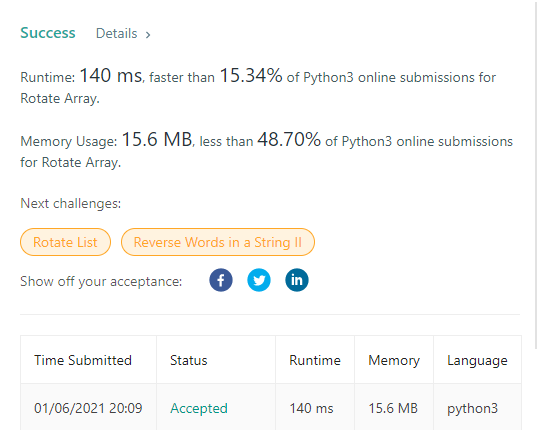 Success Details >
Runtime: 140 ms, faster than 15.34% of Python3 online submissions for
Rotate Array.
Memory Usage: 15.6 MB, less than 48.70% of Python3 online submissions
for Rotate Array.
Next challenges:
Rotate List Reverse Words in a String II
Show off your acceptance: f in
Time Submitted Status Runtime Memory Language
01/06/2021 20:09 Accepted 140 ms 15.6 MB python3